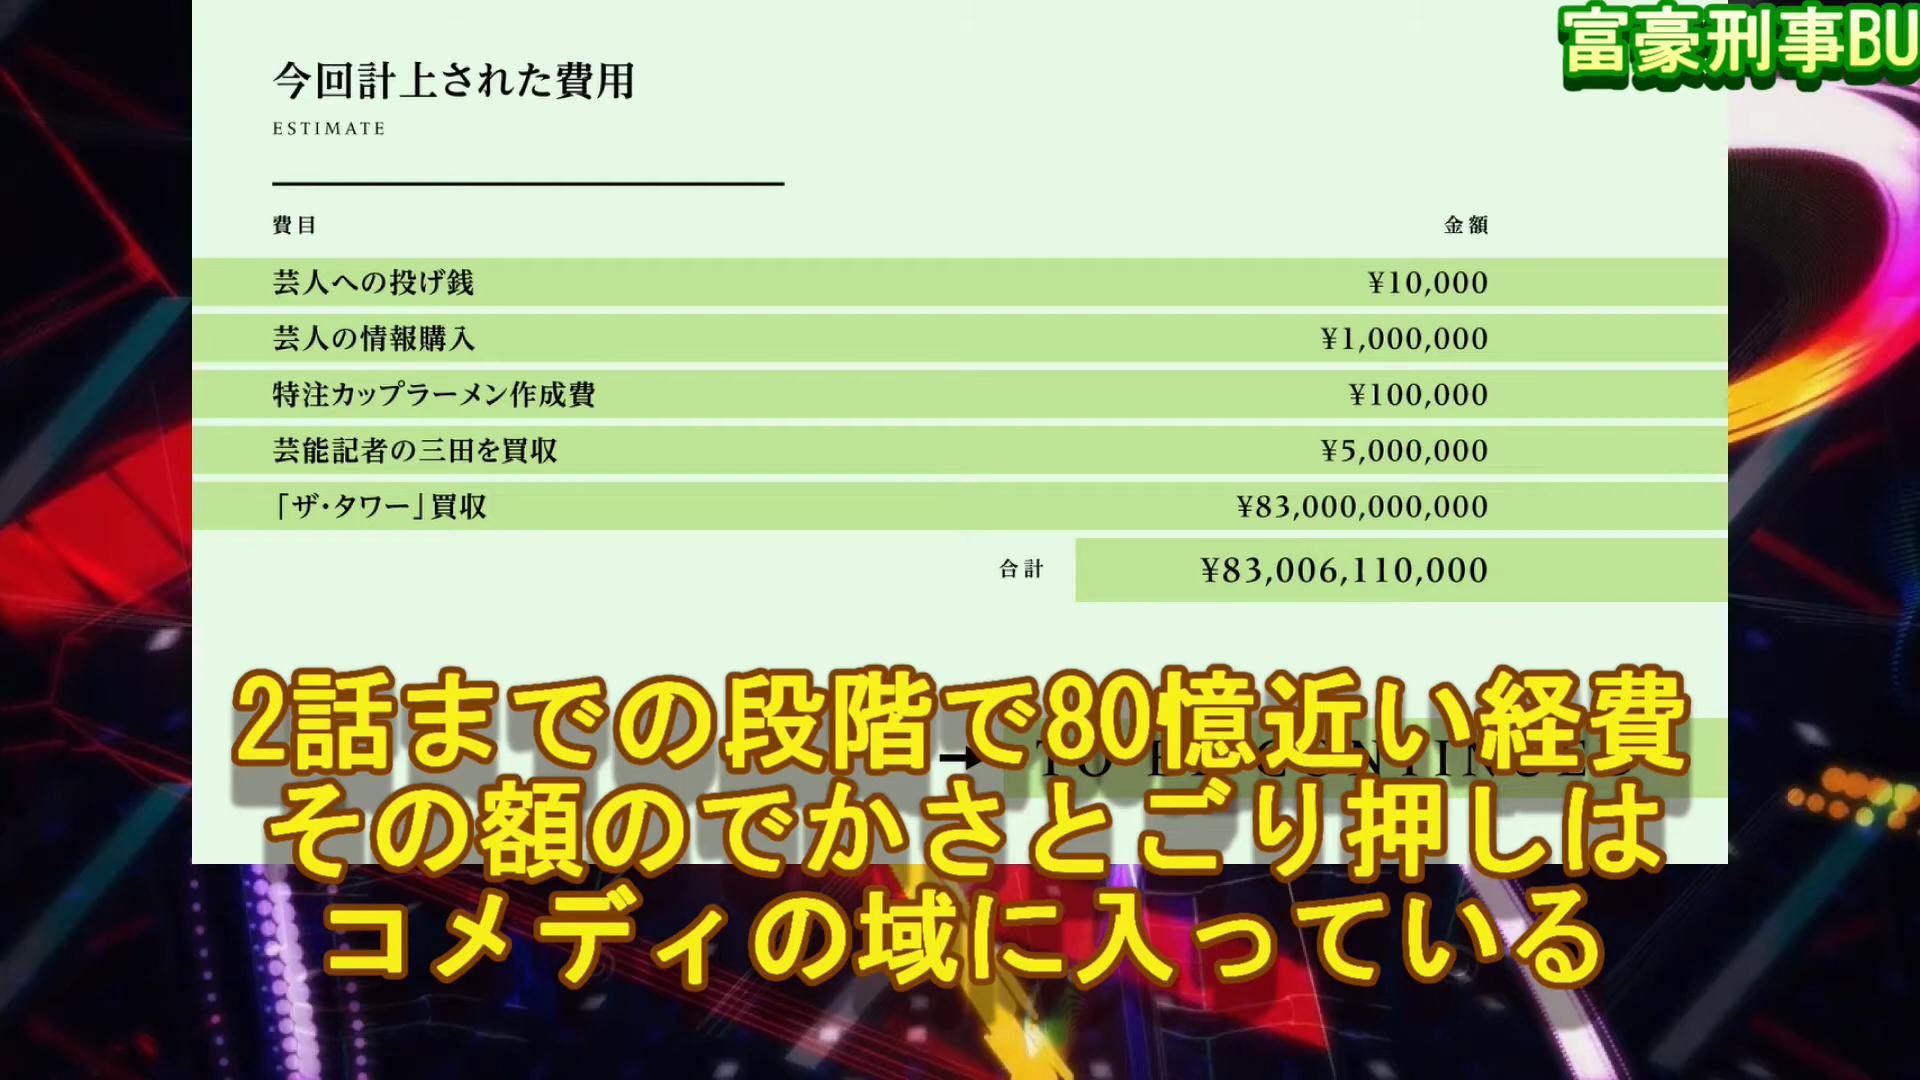 富豪刑事BU
今回計上された費用
ESTIMATE
費目 金額
芸人への投げ銭 ¥10,000
芸人の情報購入 ¥1,000,000
特注カップラーメン作成費 ¥100,000
芸能記者の三田を買収 ¥5,000,000
「ザ・タワー」買収 ¥83,000,000,000
合計 ¥83,006,110,000
→ TO BE CONTINUED
2話までの段階で80憶近い経費
その額のでかさとごり押しは
コメディの域に入っている